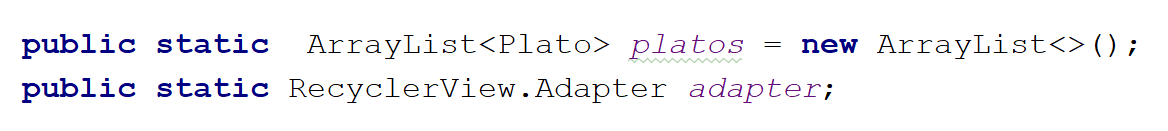 public static  ArrayList<Plato> platos = new ArrayList<>();
public static RecyclerView.Adapter adapter;